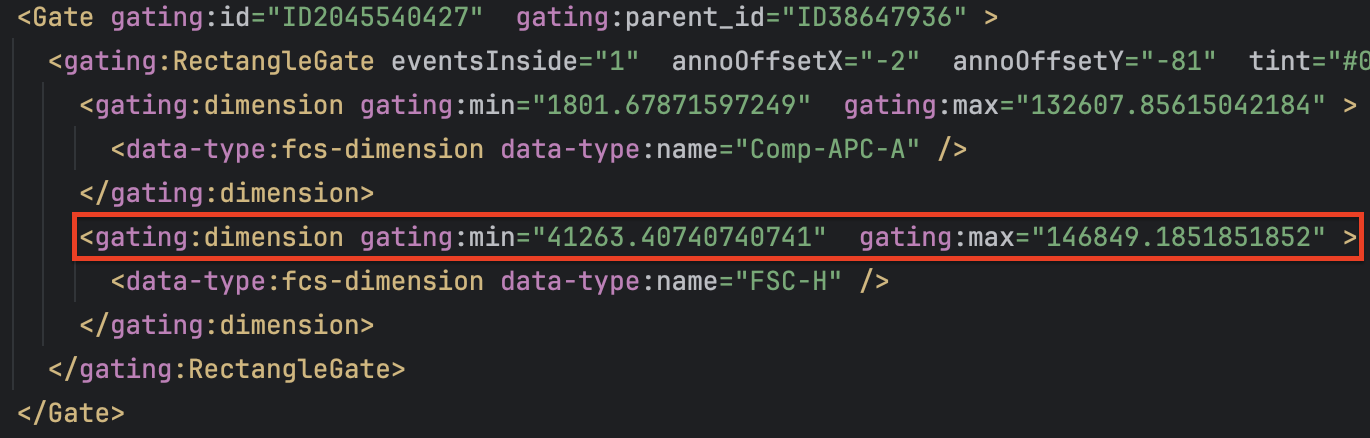 <Gate gating:id="ID2045540427"  gating:parent_id="ID38647936" >
<gating:RectangleGate eventsInside="1"  annoOffsetX="-2"  annoOffsetY="-81"  tint="#0
<gating:dimension gating:min="1801.67871597249"  gating:max="132607.85615042184" >
<data-type:fcs-dimension data-type:name="Comp-APC-A" />
</gating:dimension>
<gating:dimension gating:min="41263.40740740741"  gating:max="146849.1851851852" >
<data-type:fcs-dimension data-type:name="FSC-H" />
</gating:dimension>
</gating:RectangleGate>
</Gate>